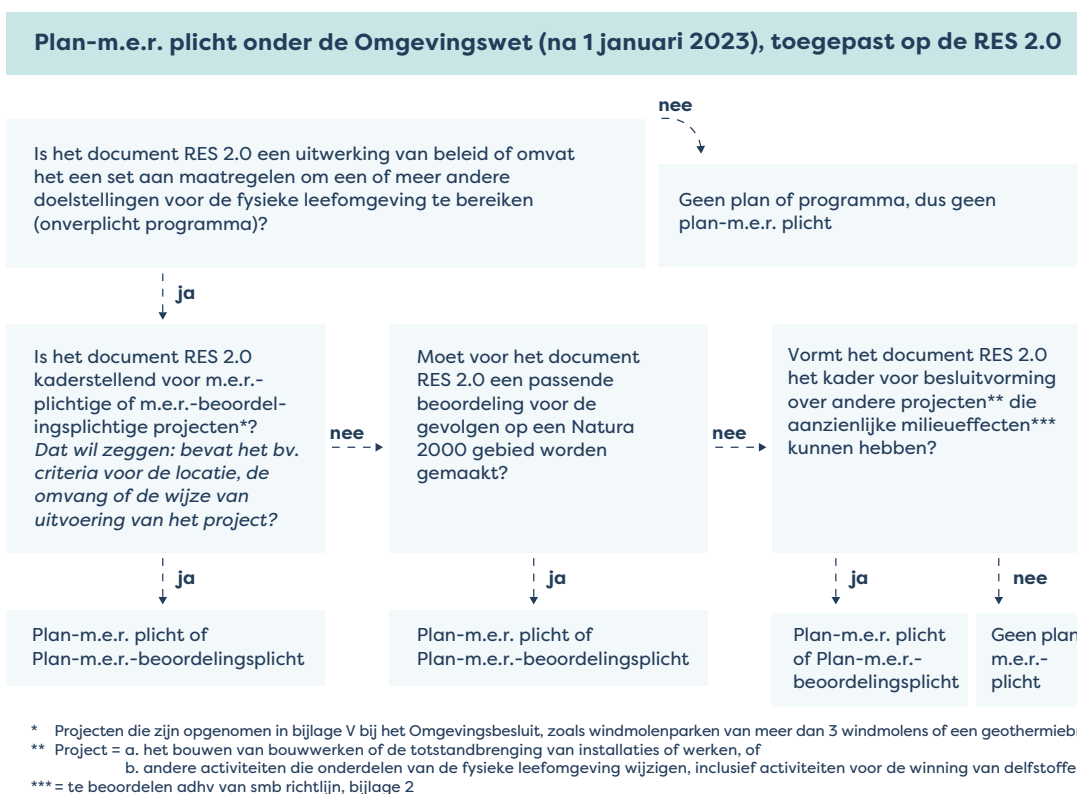 Plan-m.e.r. plicht onder de Omgevingswet (na 1 januari 2023), toegepast op de RES 2.0
nee
Is het document RES 2.0 een uitwerking van beleid of omvat
het een set aan maatregelen om een of meer andere
doelstellingen voor de fysieke leefomgeving te bereiken
(onverplicht programma)?
Geen plan of programma, dus geen
plan-m.e.r. plicht
ja
Is het document RES 2.0
kaderstellend voor m.e.r.-
plichtige of m.e.r.-beoordel-
ingsplichtige projecten*?
Dat wil zeggen: bevat het bv.
criteria voor de locatie, de
omvang of de wijze van
uitvoering van het project?
nee
Moet voor het document
RES 2.0 een passende
beoordeling voor de
gevolgen op een Natura
2000 gebied worden
gemaakt?
nee
Vormt het document RES 2.0
het kader voor besluitvorming
over andere projecten** die
aanzienlijke milieueffecten***
kunnen hebben?
ja
ja
ja
nee
Plan-m.e.r. plicht of
Plan-m.e.r.-beoordelingsplicht
Plan-m.e.r. plicht of
Plan-m.e.r.-beoordelingsplicht
Plan-m.e.r. plicht
of Plan-m.e.r.-
beoordelingsplicht
Geen plan
m.e.r.-
plicht
* Projecten die zijn opgenomen in bijlage V bij het Omgevingsbesluit, zoals windmolenparken van meer dan 3 windmolens of een
** Project = a. het bouwen van bouwwerken of de totstandbrenging van installaties of werken, of
b. andere activiteiten die onderdelen van de fysieke leefomgeving wijzigen, inclusief activiteiten voor de winning van
*** = te beoordelen adhv van smb richtlijn, bijlage 2